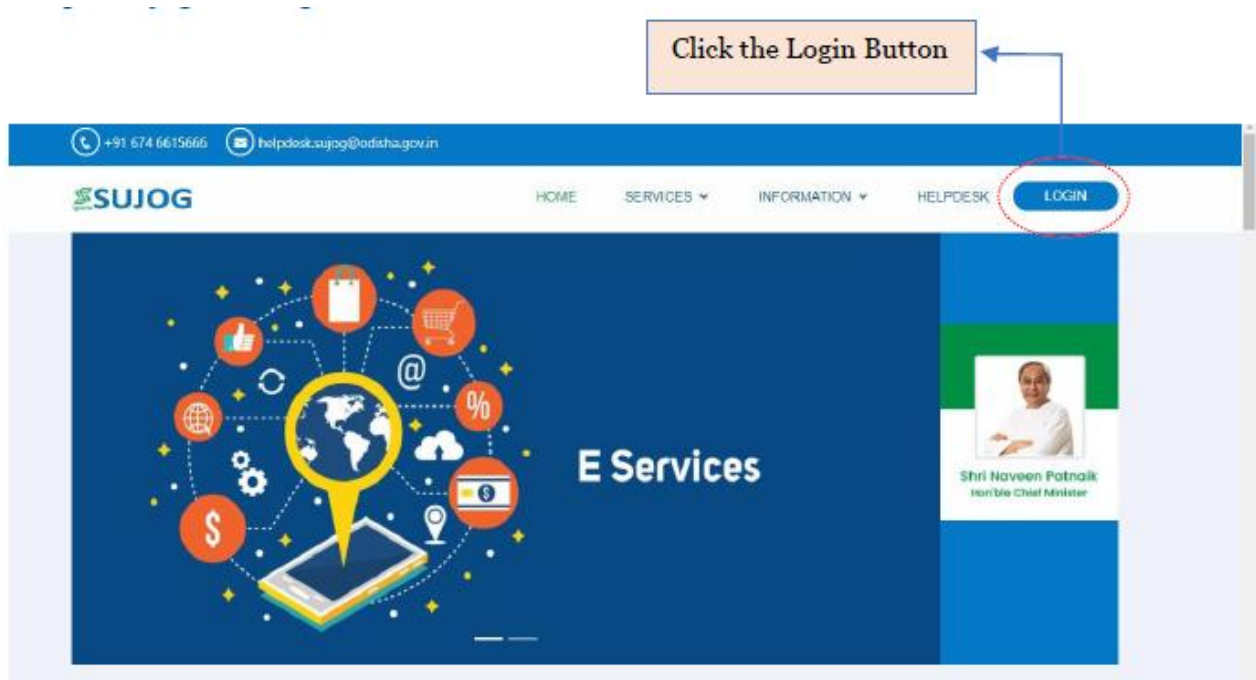 Click the Login Button
+91 674 6615666 helpdesk.sujog@odisha.gov.in
SUJOG HOME SERVICES INFORMATION HELPDESK LOGIN
@
%
$
$
E Services
Shri Naveen Patnaik
Hon'ble Chief Minister